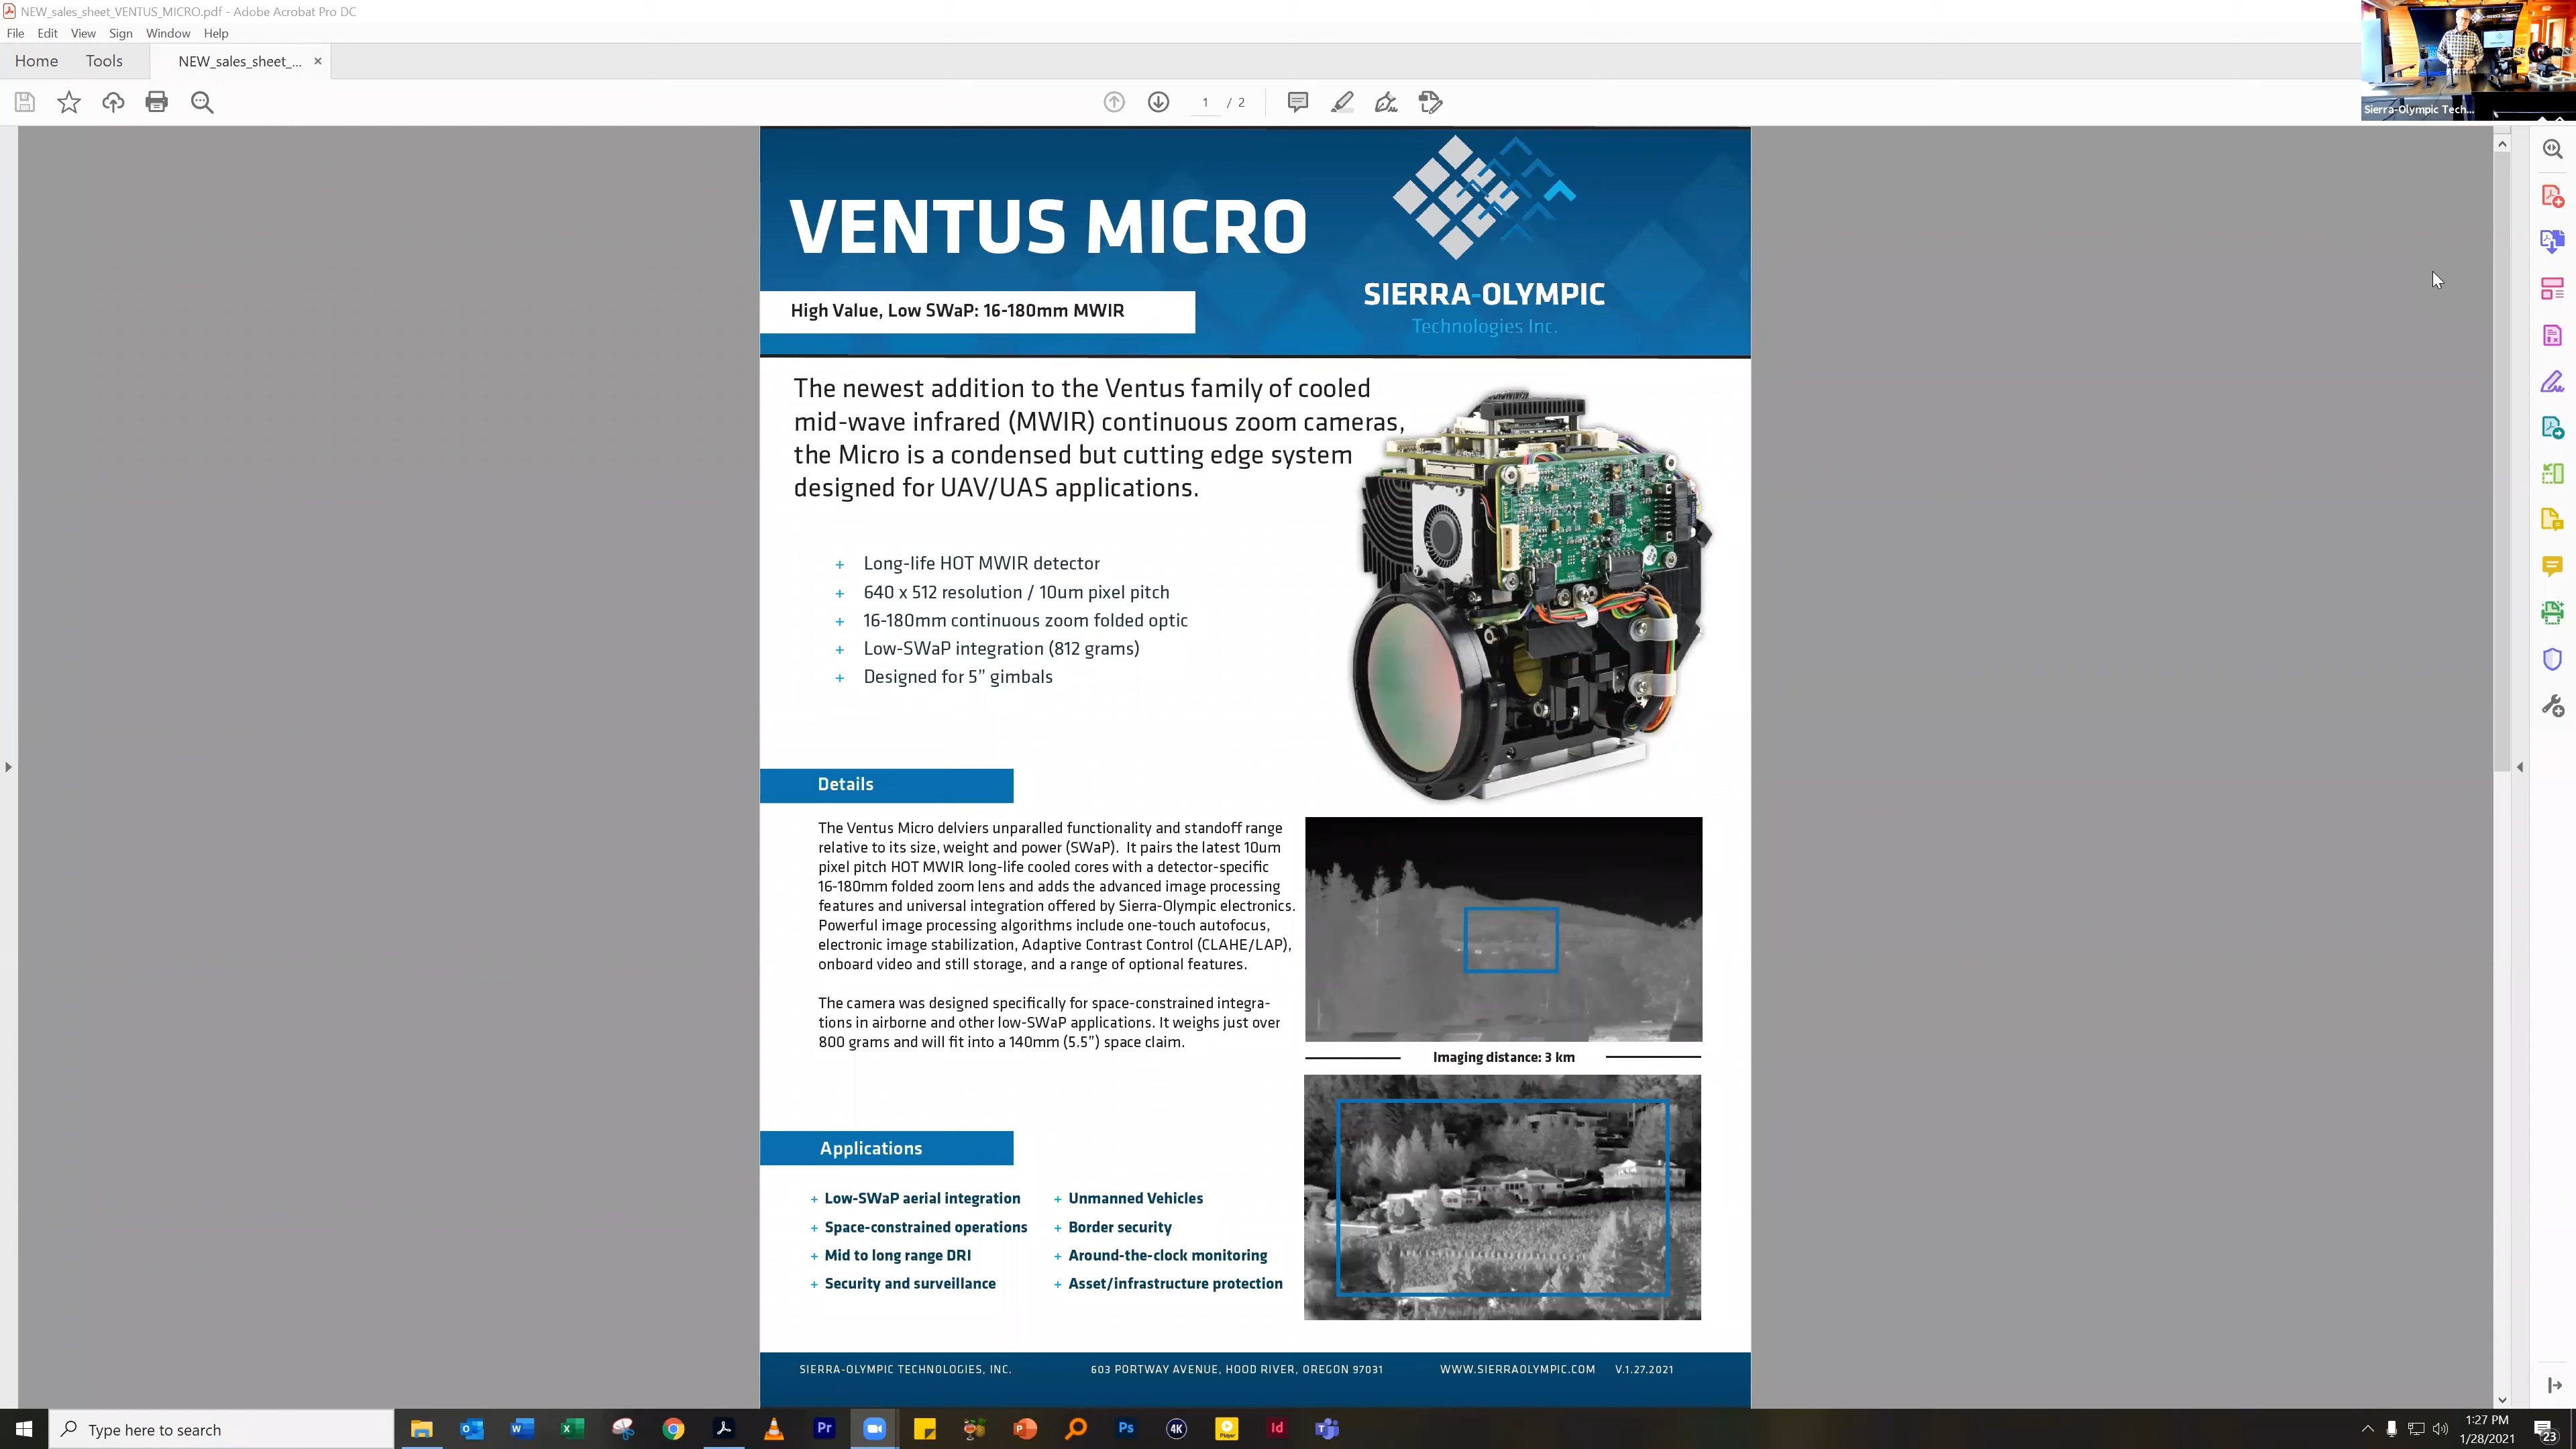 NEW_sales_sheet_VENTUS_MICRO.pdf - Adobe Acrobat Pro DC
File Edit View Sign Window Help
Home Tools NEW_sales_sheet_... ×
1 / 2
Sierra-Olympic Tech...
VENTUS MICRO
High Value, Low SWaP: 16-180mm MWIR
SIERRA-OLYMPIC
Technologies Inc.
The newest addition to the Ventus family of cooled
mid-wave infrared (MWIR) continuous zoom cameras,
the Micro is a condensed but cutting edge system
designed for UAV/UAS applications.
+ Long-life HOT MWIR detector
+ 640 x 512 resolution / 10um pixel pitch
+ 16-180mm continuous zoom folded optic
+ Low-SWaP integration (812 grams)
+ Designed for 5” gimbals
Details
The Ventus Micro delviers unparalled functionality and standoff range
relative to its size, weight and power (SWaP). It pairs the latest 10um
pixel pitch HOT MWIR long-life cooled cores with a detector-specific
16-180mm folded zoom lens and adds the advanced image processing
features and universal integration offered by Sierra-Olympic electronics.
Powerful image processing algorithms include one-touch autofocus,
electronic image stabilization, Adaptive Contrast Control (CLAHE/LAP),
onboard video and still storage, and a range of optional features.
The camera was designed specifically for space-constrained integra-
tions in airborne and other low-SWaP applications. It weighs just over
800 grams and will fit into a 140mm (5.5”) space claim.
Imaging distance: 3 km
Applications
+ Low-SWaP aerial integration
+ Space-constrained operations
+ Mid to long range DRI
+ Security and surveillance
+ Unmanned Vehicles
+ Border security
+ Around-the-clock monitoring
+ Asset/infrastructure protection
SIERRA-OLYMPIC TECHNOLOGIES, INC. 603 PORTWAY AVENUE, HOOD RIVER, OREGON 97031 WWW.SIERRAOLYMPIC.COM V.1.27.2021
Type here to search
Pr
Ps
4K
Player
Id
1:27 PM
1/28/2021
23